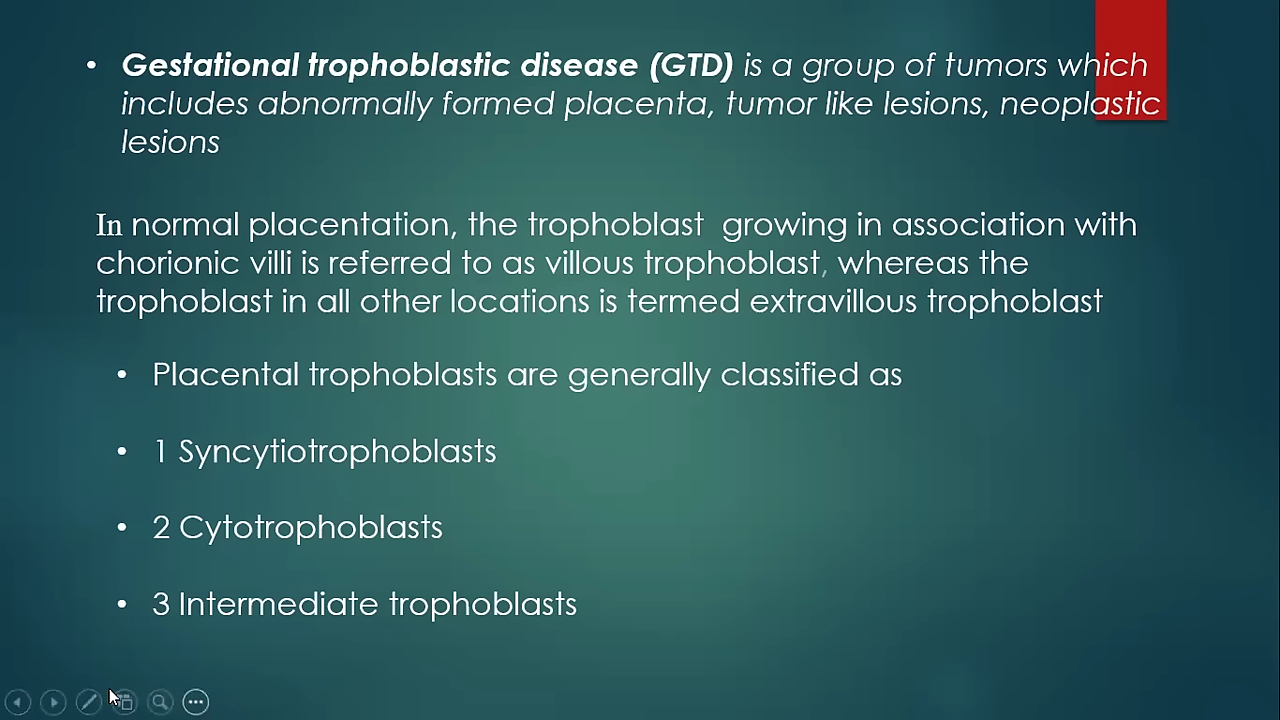 • Gestational trophoblastic disease (GTD) is a group of tumors which
includes abnormally formed placenta, tumor like lesions, neoplastic
lesions
In normal placentation, the trophoblast growing in association with
chorionic villi is referred to as villous trophoblast, whereas the
trophoblast in all other locations is termed extravillous trophoblast
• Placental trophoblasts are generally classified as
• 1 Syncytiotrophoblasts
• 2 Cytotrophoblasts
• 3 Intermediate trophoblasts